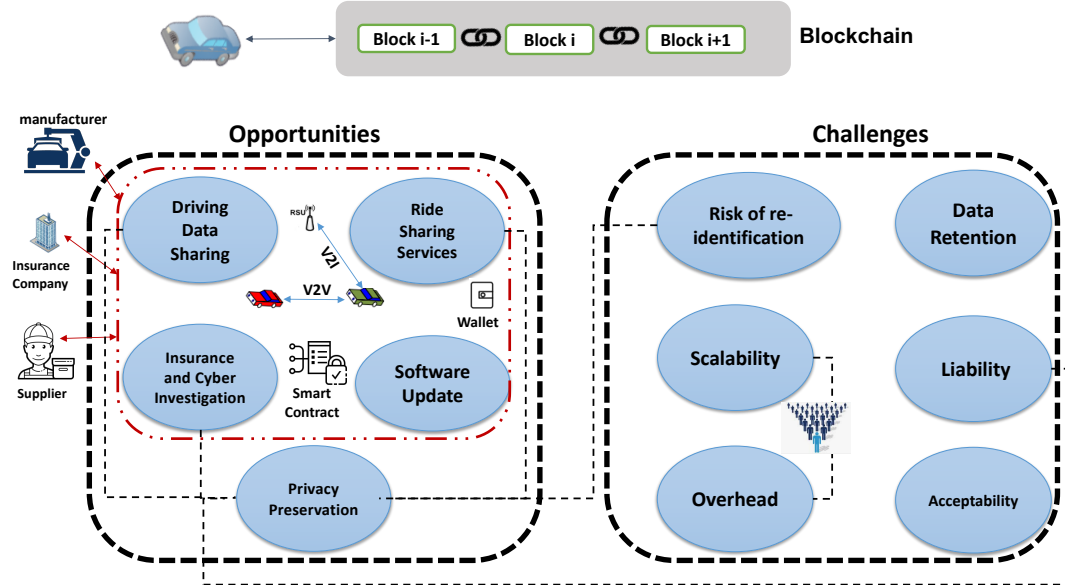 Block i-1
Block i
Block i+1
Blockchain
manufacturer
Opportunities
Challenges
Driving
Data
Sharing
RSU
Ride
Sharing
Services
Risk of re-
identification
Data
Retention
V2I
Insurance
Company
V2V
Wallet
Supplier
Insurance
and Cyber
Investigation
Smart
Contract
Software
Update
Scalability
Liability
Privacy
Preservation
Overhead
Acceptability